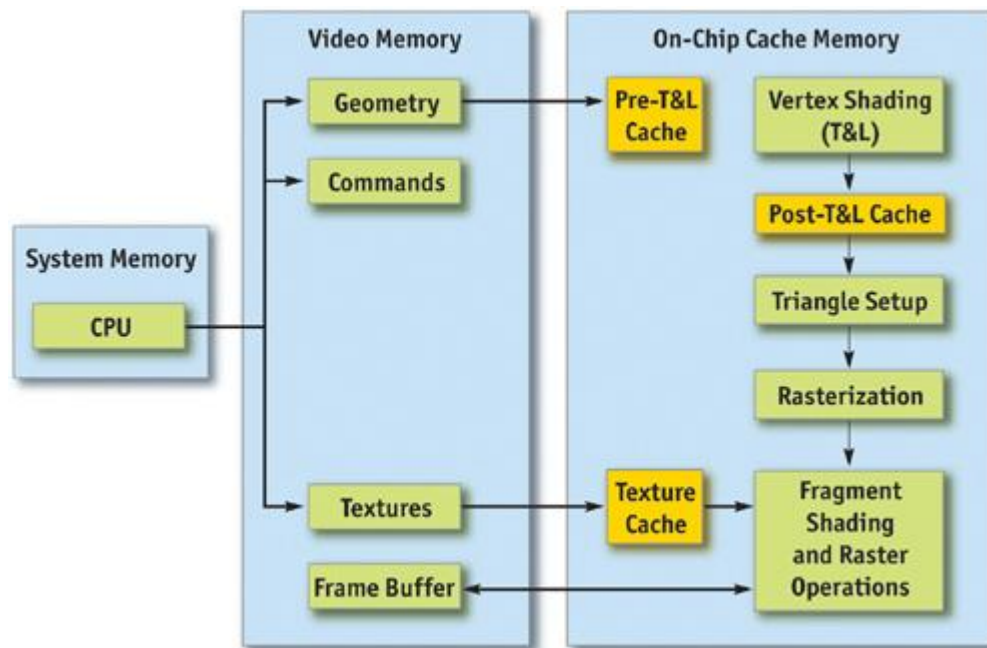 System Memory
CPU
Video Memory
Geometry
Commands
Textures
Frame Buffer
On-Chip Cache Memory
Pre-T&L
Cache
Texture
Cache
Vertex Shading
(T&L)
Post-T&L Cache
Triangle Setup
Rasterization
Fragment
Shading
and Raster
Operations